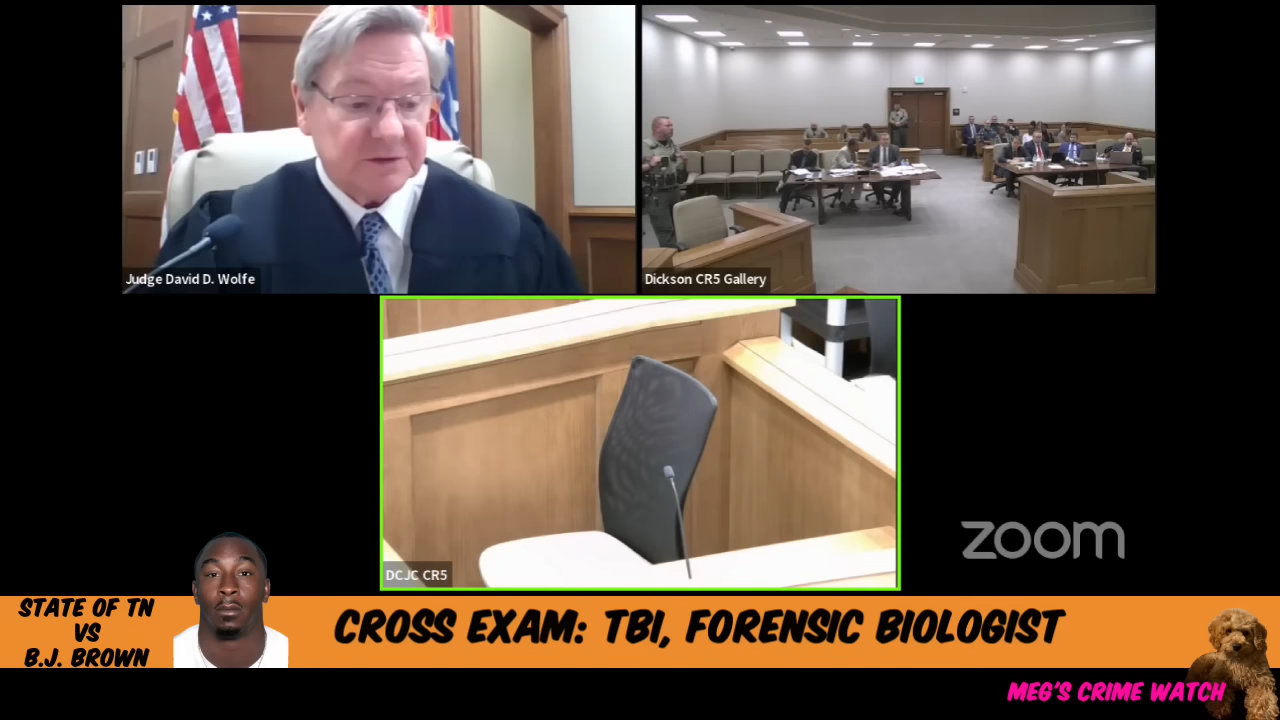 Judge David D. Wolfe
Dickson CR5 Gallery
DCJC CR5
zoom
STATE OF TN
VS
B.J. BROWN
CROSS EXAM: TBI, FORENSIC BIOLOGIST
MEG'S CRIME WATCH